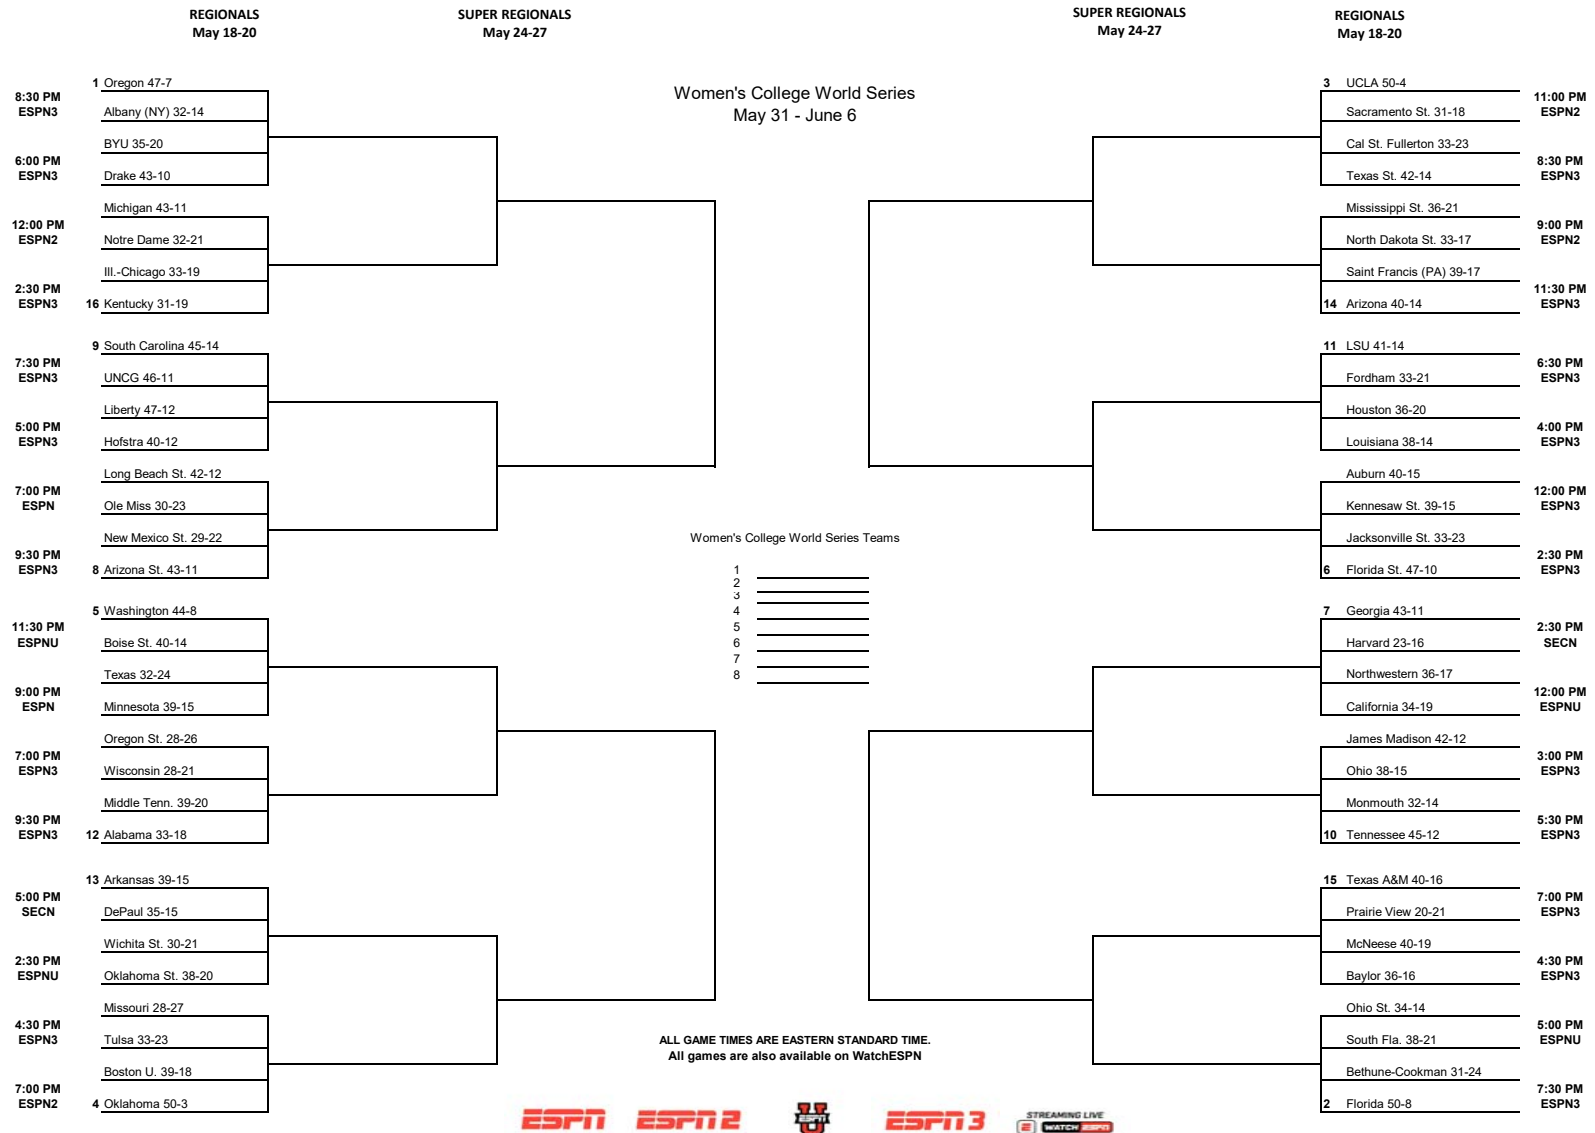 REGIONALS
May 18-20
SUPER REGIONALS
May 24-27
SUPER REGIONALS
May 24-27
REGIONALS
May 18-20
Women's College World Series
May 31 - June 6
8:30 PM
ESPN3
1 Oregon 47-7
Albany (NY) 32-14
BYU 35-20
6:00 PM
ESPN3
Drake 43-10
Michigan 43-11
12:00 PM
ESPN2
Notre Dame 32-21
Ill.-Chicago 33-19
2:30 PM
ESPN3
16 Kentucky 31-19
9 South Carolina 45-14
7:30 PM
ESPN3
UNCG 46-11
Liberty 47-12
5:00 PM
ESPN3
Hofstra 40-12
Long Beach St. 42-12
7:00 PM
ESPN
Ole Miss 30-23
New Mexico St. 29-22
9:30 PM
ESPN3
8 Arizona St. 43-11
5 Washington 44-8
11:30 PM
ESPNU
Boise St. 40-14
Texas 32-24
9:00 PM
ESPN
Minnesota 39-15
Oregon St. 28-26
7:00 PM
ESPN3
Wisconsin 28-21
Middle Tenn. 39-20
9:30 PM
ESPN3
12 Alabama 33-18
13 Arkansas 39-15
5:00 PM
SECN
DePaul 35-15
Wichita St. 30-21
2:30 PM
ESPNU
Oklahoma St. 38-20
Missouri 28-27
4:30 PM
ESPN3
Tulsa 33-23
Boston U. 39-18
7:00 PM
ESPN2
4 Oklahoma 50-3
Women's College World Series Teams
1
2
3
4
5
6
7
8
3 UCLA 50-4
11:00 PM
ESPN2
Sacramento St. 31-18
Cal St. Fullerton 33-23
8:30 PM
ESPN3
Texas St. 42-14
Mississippi St. 36-21
9:00 PM
ESPN2
North Dakota St. 33-17
Saint Francis (PA) 39-17
11:30 PM
ESPN3
14 Arizona 40-14
11 LSU 41-14
6:30 PM
ESPN3
Fordham 33-21
Houston 36-20
4:00 PM
ESPN3
Louisiana 38-14
Auburn 40-15
12:00 PM
ESPN3
Kennesaw St. 39-15
Jacksonville St. 33-23
2:30 PM
ESPN3
6 Florida St. 47-10
7 Georgia 43-11
2:30 PM
SECN
Harvard 23-16
Northwestern 36-17
12:00 PM
ESPNU
California 34-19
James Madison 42-12
3:00 PM
ESPN3
Ohio 38-15
Monmouth 32-14
5:30 PM
ESPN3
10 Tennessee 45-12
15 Texas A&M 40-16
7:00 PM
ESPN3
Prairie View 20-21
McNeese 40-19
4:30 PM
ESPN3
Baylor 36-16
Ohio St. 34-14
5:00 PM
ESPNU
South Fla. 38-21
Bethune-Cookman 31-24
7:30 PM
ESPN3
2 Florida 50-8
ALL GAME TIMES ARE EASTERN STANDARD TIME.
All games are also available on WatchESPN
ESPN
ESPN2
ESPN U
ESPN3
STREAMING LIVE
E WATCH ESPN